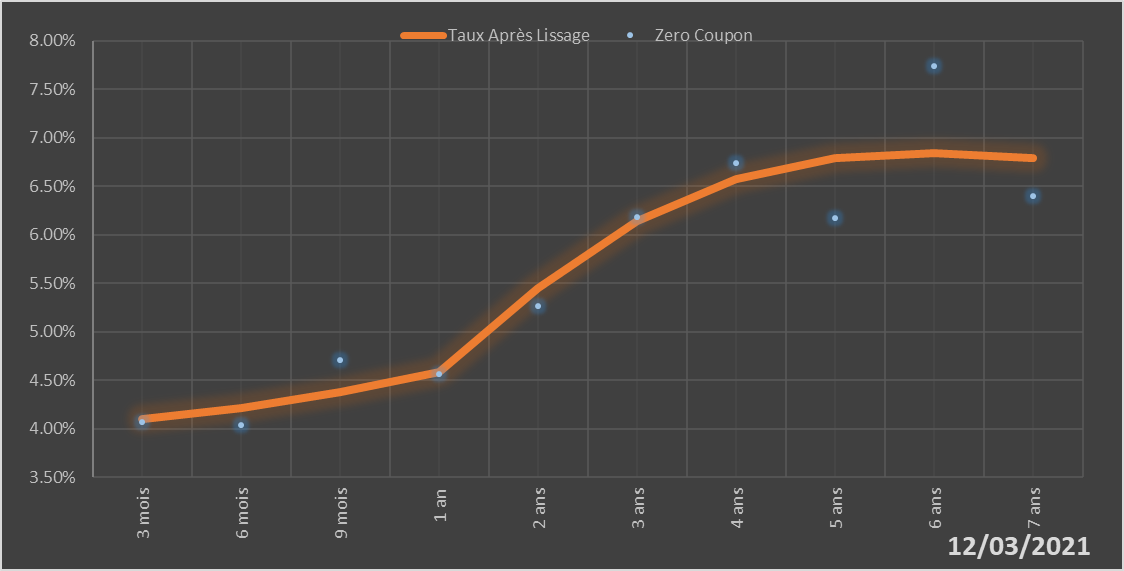 Taux Après Lissage
Zero Coupon
8.00%
7.50%
7.00%
6.50%
6.00%
5.50%
5.00%
4.50%
4.00%
3.50%
3 mois
6 mois
9 mois
1 an
2 ans
3 ans
4 ans
5 ans
6 ans
7 ans
12/03/2021